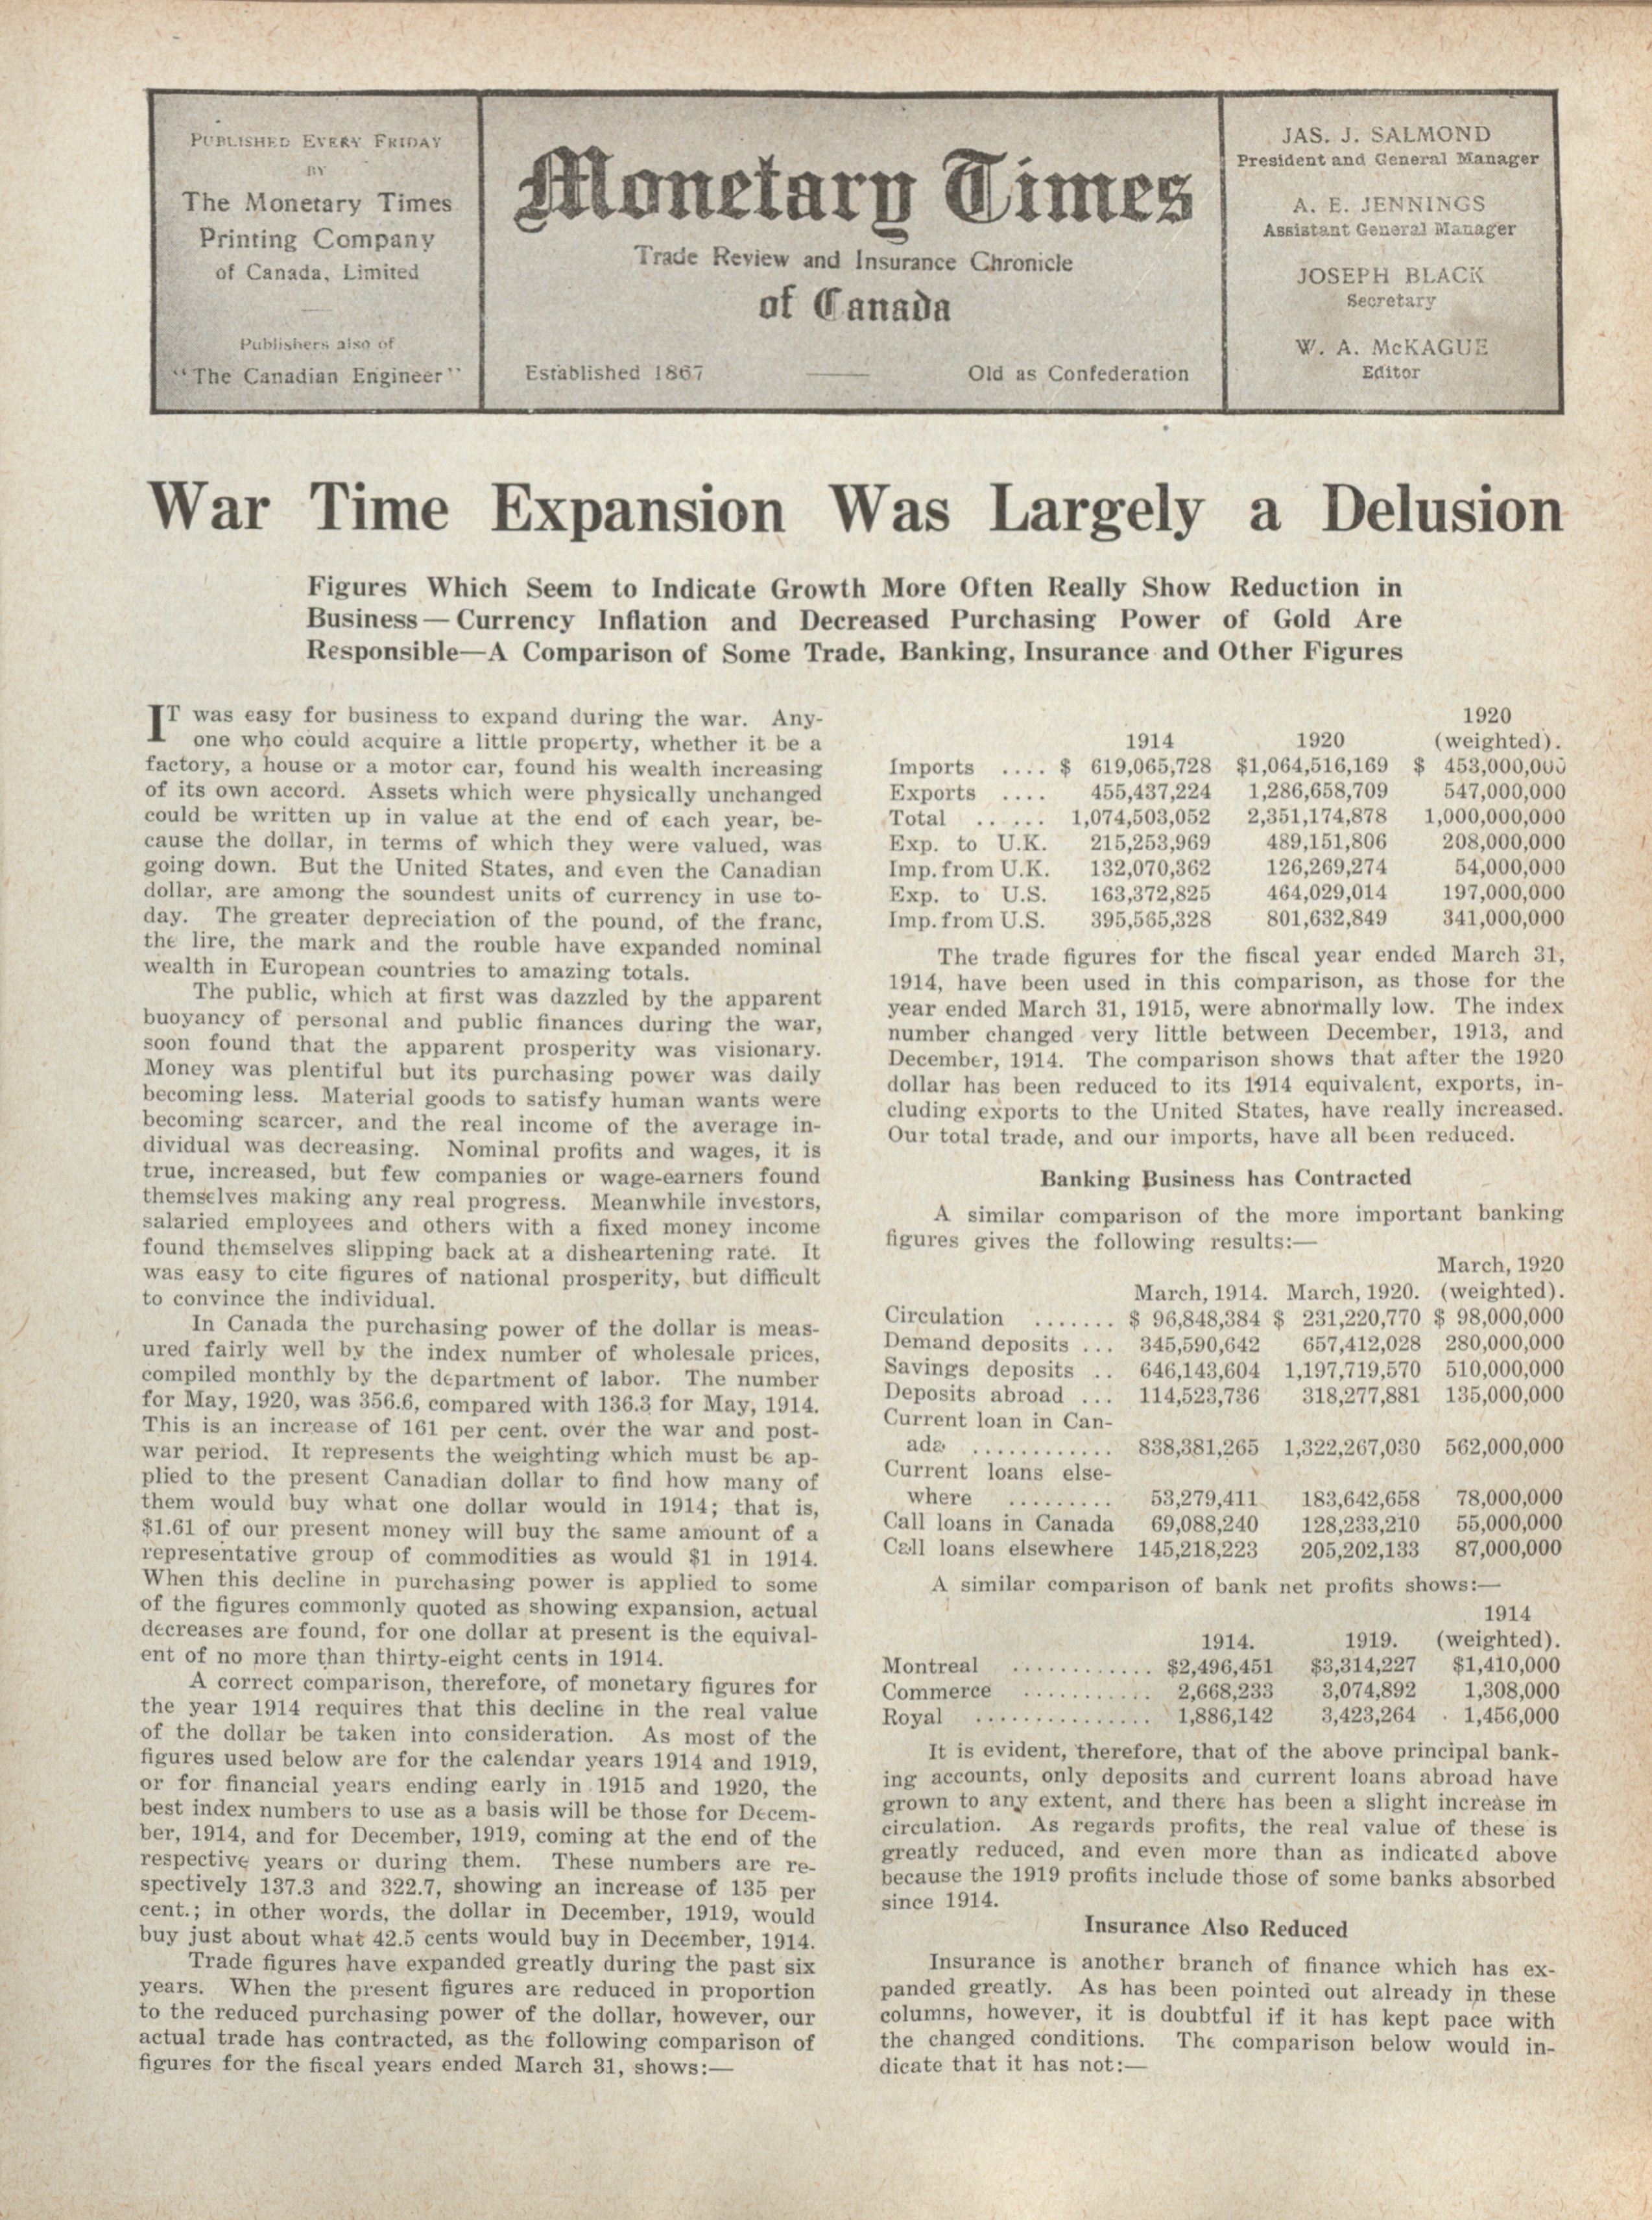 PUBLISHED EVERY FRIDAY
BY
The Monetary Times
Printing Company
of Canada, Limited
Publishers also of
"The Canadian Engineer"
Monetary Times
Trade Review and Insurance Chronicle
of Canada
Established 1867 Old as Confederation
JAS. J. SALMOND
President and General Manager
A. E. JENNINGS
Assistant General Manager
JOSEPH BLACK
Secretary
W. A. McKAGUE
Editor
War Time Expansion Was Largely a Delusion
Figures Which Seem to Indicate Growth More Often Really Show Reduction in
Business — Currency Inflation and Decreased Purchasing Power of Gold Are
Responsible—A Comparison of Some Trade, Banking, Insurance and Other Figures
IT was easy for business to expand during the war. Any-
one who could acquire a little property, whether it be a
factory, a house or a motor car, found his wealth increasing
of its own accord. Assets which were physically unchanged
could be written up in value at the end of each year, be-
cause the dollar, in terms of which they were valued, was
going down. But the United States, and even the Canadian
dollar, are among the soundest units of currency in use to-
day. The greater depreciation of the pound, of the franc,
the lire, the mark and the rouble have expanded nominal
wealth in European countries to amazing totals.
The public, which at first was dazzled by the apparent
buoyancy of personal and public finances during the war,
soon found that the apparent prosperity was visionary.
Money was plentiful but its purchasing power was daily
becoming less. Material goods to satisfy human wants were
becoming scarcer, and the real income of the average in-
dividual was decreasing. Nominal profits and wages, it is
true, increased, but few companies or wage-earners found
themselves making any real progress. Meanwhile investors,
salaried employees and others with a fixed money income
found themselves slipping back at a disheartening rate. It
was easy to cite figures of national prosperity, but difficult
to convince the individual.
In Canada the purchasing power of the dollar is meas-
ured fairly well by the index number of wholesale prices,
compiled monthly by the department of labor. The number
for May, 1920, was 356.6, compared with 136.3 for May, 1914.
This is an increase of 161 per cent. over the war and post-
war period. It represents the weighting which must be ap-
plied to the present Canadian dollar to find how many of
them would buy what one dollar would in 1914; that is,
$1.61 of our present money will buy the same amount of a
representative group of commodities as would $1 in 1914.
When this decline in purchasing power is applied to some
of the figures commonly quoted as showing expansion, actual
decreases are found, for one dollar at present is the equival-
ent of no more than thirty-eight cents in 1914.
A correct comparison, therefore, of monetary figures for
the year 1914 requires that this decline in the real value
of the dollar be taken into consideration. As most of the
figures used below are for the calendar years 1914 and 1919,
or for financial years ending early in 1915 and 1920, the
best index numbers to use as a basis will be those for Decem-
ber, 1914, and for December, 1919, coming at the end of the
respective years or during them. These numbers are re-
spectively 137.3 and 322.7, showing an increase of 135 per
cent.; in other words, the dollar in December, 1919, would
buy just about what 42.5 cents would buy in December, 1914.
Trade figures have expanded greatly during the past six
years. When the present figures are reduced in proportion
to the reduced purchasing power of the dollar, however, our
actual trade has contracted, as the following comparison of
figures for the fiscal years ended March 31, shows:—
1920
1914 1920 (weighted).
Imports .... $ 619,065,728 $1,064,516,169 $ 453,000,000
Exports .... 455,437,224 1,286,658,709 547,000,000
Total ...... 1,074,503,052 2,351,174,878 1,000,000,000
Exp. to U.K. 215,253,969 489,151,806 208,000,000
Imp. from U.K. 132,070,362 126,269,274 54,000,000
Exp. to U.S. 163,372,825 464,029,014 197,000,000
Imp. from U.S. 395,565,328 801,632,849 341,000,000
The trade figures for the fiscal year ended March 31,
1914, have been used in this comparison, as those for the
year ended March 31, 1915, were abnormally low. The index
number changed very little between December, 1913, and
December, 1914. The comparison shows that after the 1920
dollar has been reduced to its 1914 equivalent, exports, in-
cluding exports to the United States, have really increased.
Our total trade, and our imports, have all been reduced.
Banking Business has Contracted
A similar comparison of the more important banking
figures gives the following results:—
March, 1920
March, 1914. March, 1920. (weighted).
Circulation ....... $ 96,848,384 $ 231,220,770 $ 98,000,000
Demand deposits ... 345,590,642 657,412,028 280,000,000
Savings deposits .. 646,143,604 1,197,719,570 510,000,000
Deposits abroad ... 114,523,736 318,277,881 135,000,000
Current loan in Can-
ada ............ 838,381,265 1,322,267,030 562,000,000
Current loans else-
where ......... 53,279,411 183,642,658 78,000,000
Call loans in Canada 69,088,240 128,233,210 55,000,000
Call loans elsewhere 145,218,223 205,202,133 87,000,000
A similar comparison of bank net profits shows:—
1914
1914. 1919. (weighted).
Montreal ............ $2,496,451 $3,314,227 $1,410,000
Commerce ........... 2,668,233 3,074,892 1,308,000
Royal ............... 1,886,142 3,423,264 1,456,000
It is evident, therefore, that of the above principal bank-
ing accounts, only deposits and current loans abroad have
grown to any extent, and there has been a slight increase in
circulation. As regards profits, the real value of these is
greatly reduced, and even more than as indicated above
because the 1919 profits include those of some banks absorbed
since 1914.
Insurance Also Reduced
Insurance is another branch of finance which has ex-
panded greatly. As has been pointed out already in these
columns, however, it is doubtful if it has kept pace with
the changed conditions. The comparison below would in-
dicate that it has not:—